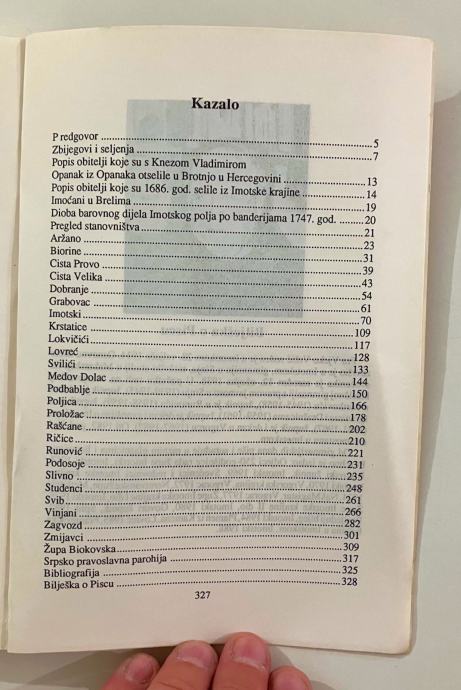 Kazalo
Predgovor ........ 5
Zbijegovi i seljenja ........ 7
Popis obitelji koje su s Knezom Vladimirom
Opanak iz Opanaka otselile u Brotnjo u Hercegovini ........ 13
Popis obitelji koje su 1686. god. selile iz Imotske krajine ........ 14
Imoćani u Brelima ........ 19
Dioba barovnog dijela Imotskog polja po banderijama 1747. god. ........ 20
Pregled stanovništva ........ 21
Aržano ........ 23
Biorine ........ 31
Cista Provo ........ 39
Cista Velika ........ 43
Dobranje ........ 54
Grabovac ........ 61
Imotski ........ 70
Krstatice ........ 109
Lokvičići ........ 117
Lovreć ........ 128
Svilići ........ 133
Medov Dolac ........ 144
Podbablje ........ 150
Poljica ........ 166
Proložac ........ 178
Rašćane ........ 202
Ričice ........ 210
Runović ........ 221
Podosoje ........ 231
Slivno ........ 235
Studenci ........ 248
Svib ........ 261
Vinjani ........ 266
Zagvozd ........ 282
Zmijavci ........ 301
Župa Biokovska ........ 309
Srpsko pravoslavna parohija ........ 317
Bibliografija ........ 325
Bilješka o Piscu ........ 328
327